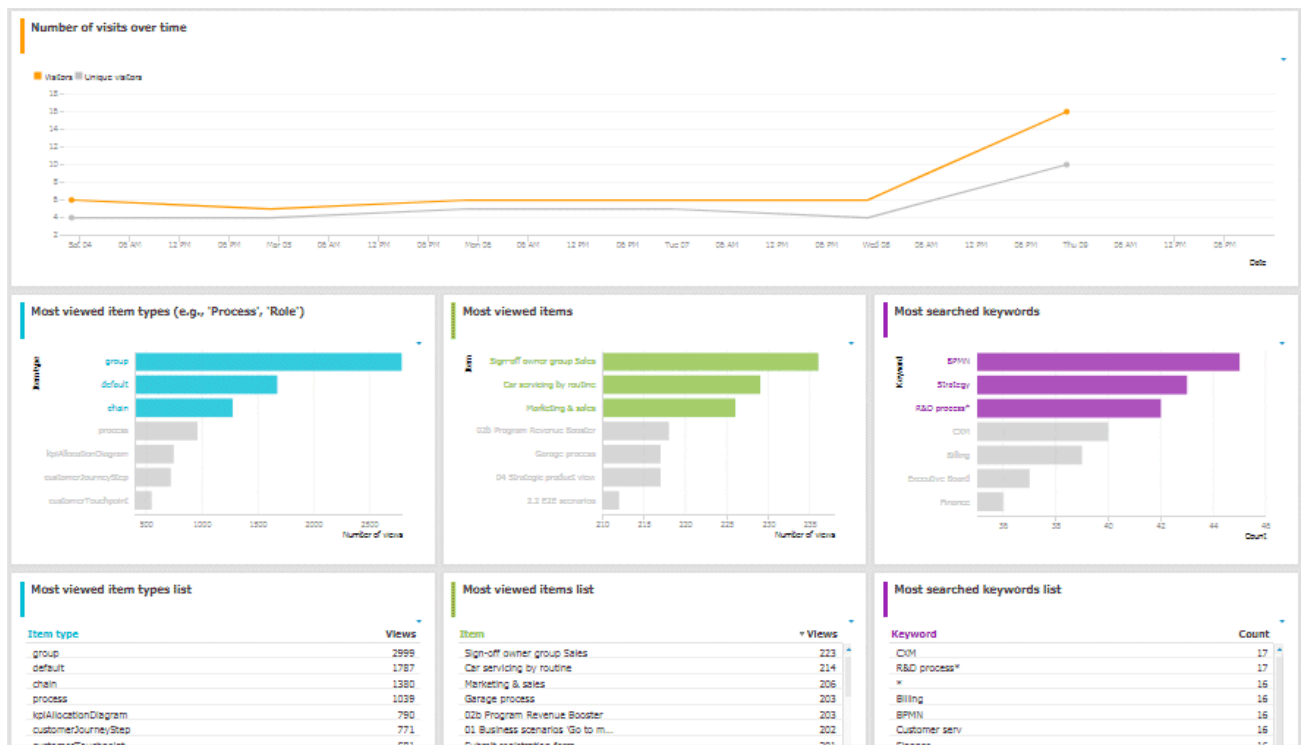 Number of visits over time
Visitors Unique visitors
18
16
14
12
10
8
6
4
2
Sat 04 06 AM 12 PM 06 PM Mar 05 06 AM 12 PM 06 PM Mon 06 06 AM 12 PM 06 PM Tue 07 06 AM 12 PM 06 PM Wed 08 06 AM 12 PM 06 PM Thu 09 06 AM 12 PM 06 PM
Date
Most viewed item types (e.g., 'Process', 'Role')
Item type
group
default
chain
process
kpiAllocationDiagram
customerJourneyStep
customerTouchpoint
500 1000 1500 2000 2500
Number of views
Most viewed items
Item
Sign-off owner group Sales
Car servicing by routine
Marketing & sales
02b Program Revenue Booster
Garage process
04 Strategic product view
2.2 E2E scenarios
210 215 220 225 230 235
Number of views
Most searched keywords
Keyword
BPMN
Strategy
R&D process*
CXM
Billing
Executive Board
Finance
36 38 40 42 44 46
Count
Most viewed item types list
Item type Views
group 2999
default 1787
chain 1380
process 1039
kpiAllocationDiagram 790
customerJourneyStep 771
Most viewed items list
Item Views
Sign-off owner group Sales 223
Car servicing by routine 214
Marketing & sales 206
Garage process 203
02b Program Revenue Booster 203
01 Business scenarios 'Go to m... 202
Most searched keywords list
Keyword Count
CXM 17
R&D process* 17
* 16
Billing 16
BPMN 16
Customer serv 16